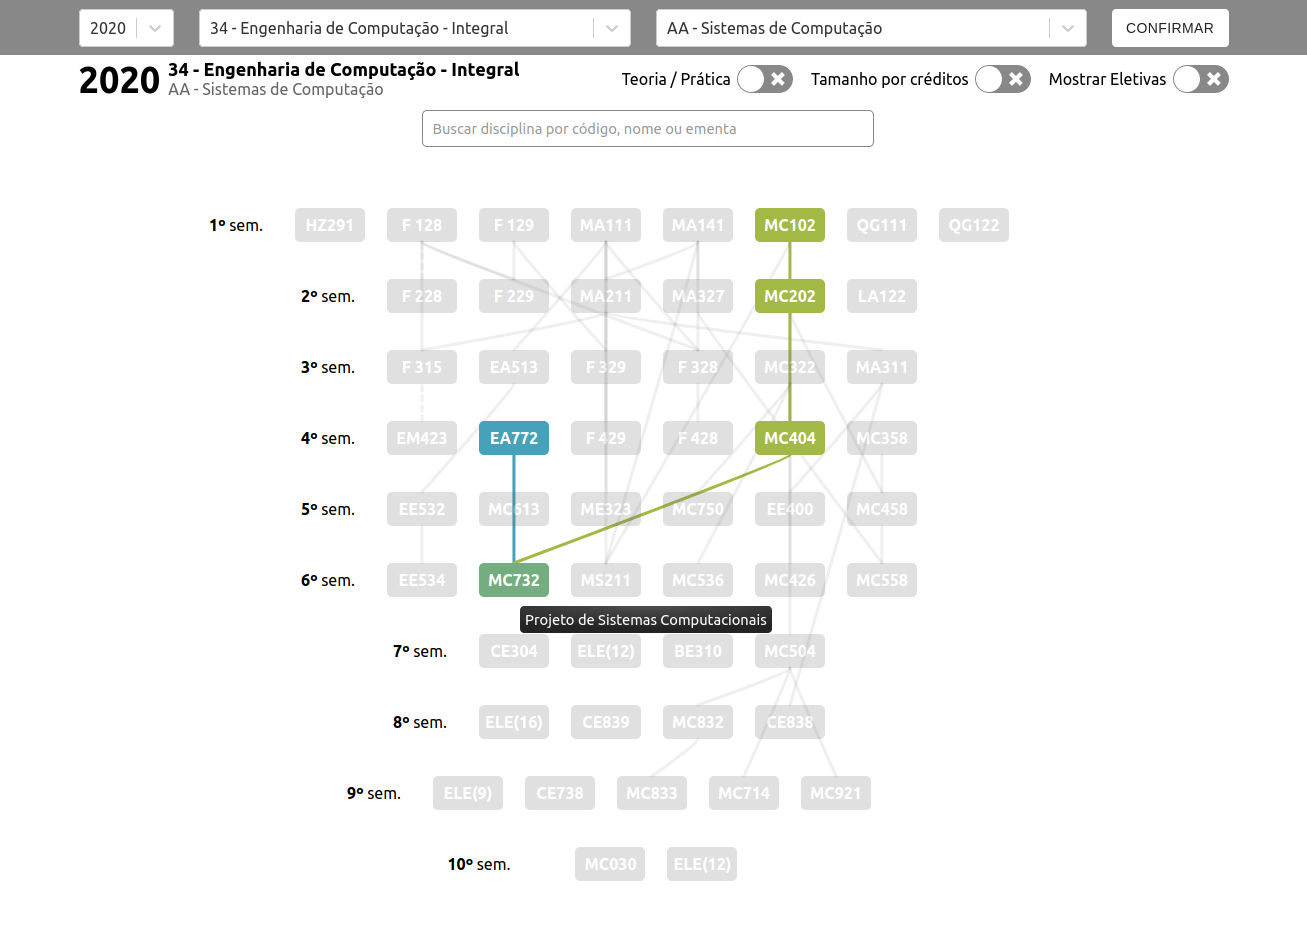 2020 34 - Engenharia de Computação - Integral AA - Sistemas de Computação CONFIRMAR
2020 34 - Engenharia de Computação - Integral
AA - Sistemas de Computação
Teoria / Prática Tamanho por créditos Mostrar Eletivas
Buscar disciplina por código, nome ou ementa
1º sem. HZ291 F 128 F 129 MA111 MA141 MC102 QG111 QG122
2º sem. F 228 F 229 MA211 MA327 MC202 LA122
3º sem. F 315 EA513 F 329 F 328 MC322 MA311
4º sem. EM423 EA772 F 429 F 428 MC404 MC358
5º sem. EE532 MC613 ME323 MC750 EE400 MC458
6º sem. EE534 MC732 MS211 MC536 MC426 MC558
Projeto de Sistemas Computacionais
7º sem. CE304 ELE(12) BE310 MC504
8º sem. ELE(16) CE839 MC832 CE838
9º sem. ELE(9) CE738 MC833 MC714 MC921
10º sem. MC030 ELE(12)